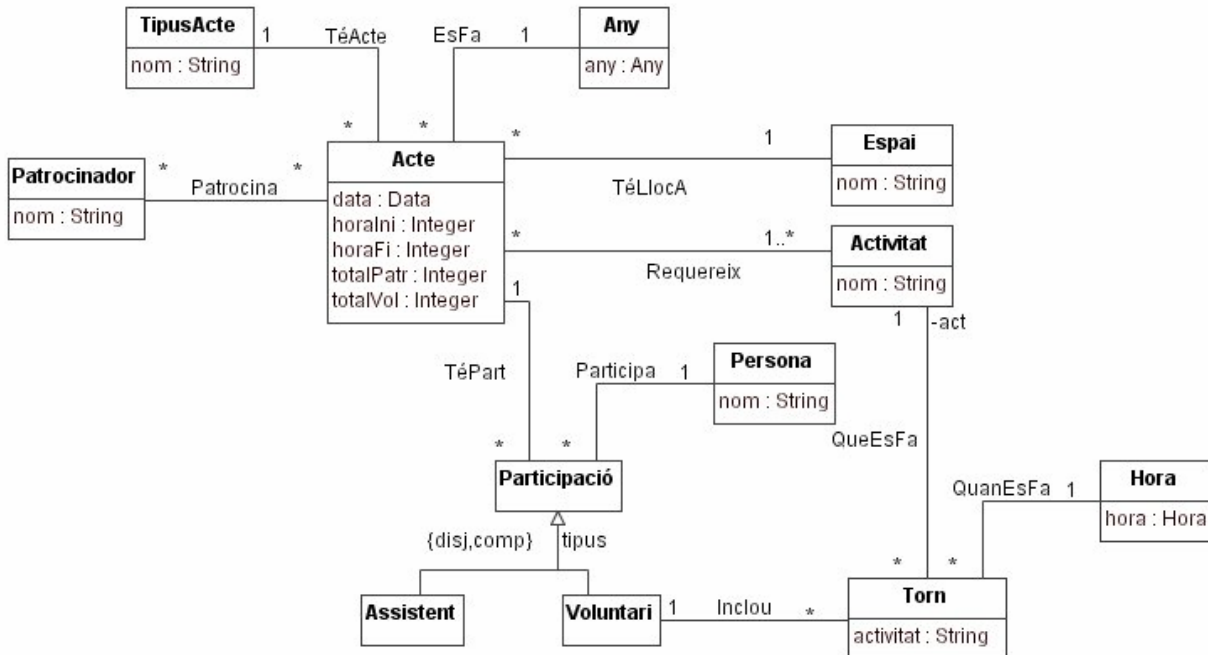 TipusActe
nom : String
1
TéActe
EsFa
1
Any
any : Any
*
*
Patrocinador
nom : String
*
Patrocina
*
Acte
data : Data
horaIni : Integer
horaFi : Integer
totalPatr : Integer
totalVol : Integer
*
1
TéLlocA
Espai
nom : String
*
1..*
Requereix
Activitat
nom : String
1
-act
1
TéPart
Participa
1
Persona
nom : String
QueEsFa
*
*
Participació
QuanEsFa
1
Hora
hora : Hora
{disj,comp}
tipus
*
*
Assistent
Voluntari
1
Inclou
*
Torn
activitat : String